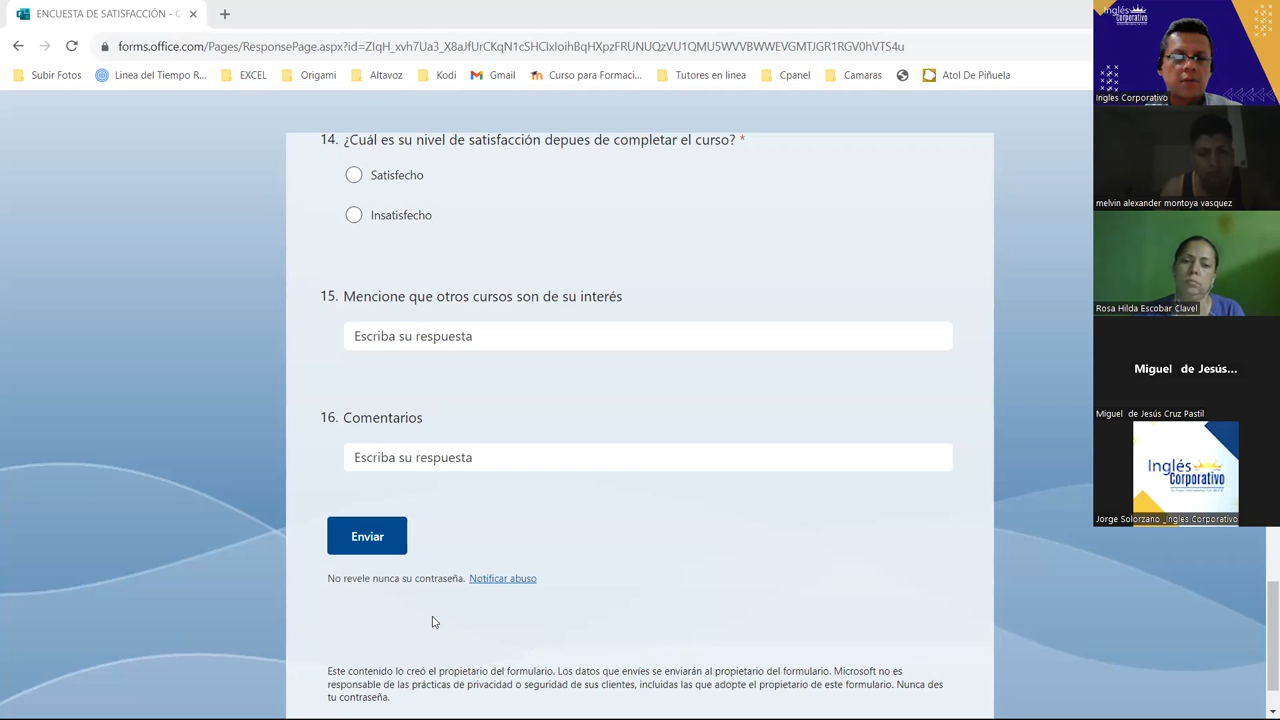 ENCUESTA DE SATISFACCIÓN - C
forms.office.com/Pages/ResponsePage.aspx?id=ZIqH_xvh7Ua3_X8aJfUrCKqN1cSHClxIoihBqHXpzFRUNUQzVU1QMU5WVVBWWEVGMTJGR1RGV0hVTS4u
Subir Fotos
Linea del Tiempo R...
EXCEL
Origami
Altavoz
Kodi
Gmail
Curso para Formaci...
Tutores en linea
Cpanel
Camaras
Atol De Piñuela
14. ¿Cuál es su nivel de satisfacción depues de completar el curso? *
Satisfecho
Insatisfecho
15. Mencione que otros cursos son de su interés
Escriba su respuesta
16. Comentarios
Escriba su respuesta
Enviar
No revele nunca su contraseña. Notificar abuso
Este contenido lo creó el propietario del formulario. Los datos que envíes se enviarán al propietario del formulario. Microsoft no es
responsable de las prácticas de privacidad o seguridad de sus clientes, incluidas las que adopte el propietario de este formulario. Nunca des
tu contraseña.
Inglés
Corporativo
Ingles Corporativo
melvin alexander montoya vasquez
Rosa Hilda Escobar Clavel
Miguel de Jesús...
Miguel de Jesús Cruz Pastil
Inglés
Corporativo
Jorge Solorzano _Ingles Corporativo